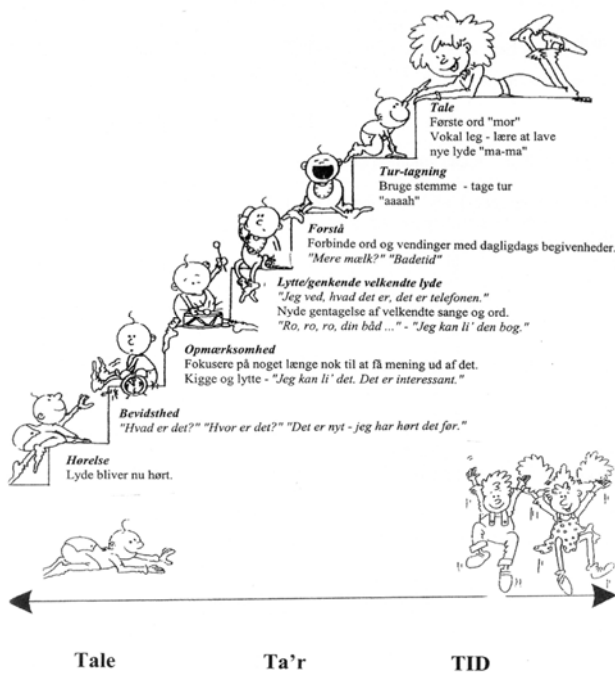 Tale
Første ord "mor"
Vokal leg - lære at lave
nye lyde "ma-ma"
Tur-tagning
Bruge stemme - tage tur
"aaaah"
Forstå
Forbinde ord og vendinger med dagligdags begivenheder.
"Mere mælk?" "Badetid"
Lytte/genkende velkendte lyde
"Jeg ved, hvad det er, det er telefonen."
Nyde gentagelse af velkendte sange og ord.
"Ro, ro, ro, din båd ..." - "Jeg kan li' den bog."
Opmærksomhed
Fokusere på noget længe nok til at få mening ud af det.
Kigge og lytte - "Jeg kan li' det. Det er interessant."
Bevidsthed
"Hvad er det?" "Hvor er det?" "Det er nyt - jeg har hørt det før."
Hørelse
Lyde bliver nu hørt.
Tale Ta'r TID